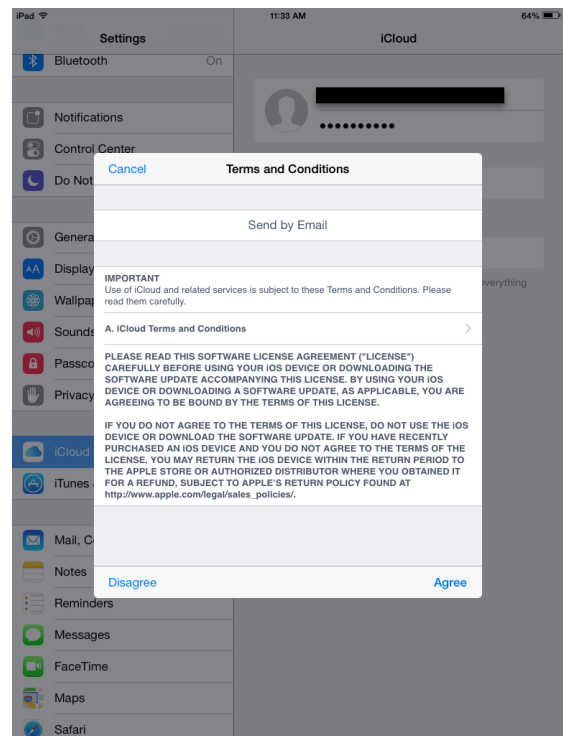 iPad 11:33 AM 64%
Settings
iCloud
Bluetooth On
Notifications
Control Center
Do Not
Genera
Display
Wallpap
Sounds
Passco
Privacy
iCloud
iTunes
Mail, C
Notes
Reminders
Messages
FaceTime
Maps
Safari
everything
Cancel Terms and Conditions
Send by Email
IMPORTANT
Use of iCloud and related services is subject to these Terms and Conditions. Please
read them carefully.
A. iCloud Terms and Conditions
PLEASE READ THIS SOFTWARE LICENSE AGREEMENT ("LICENSE")
CAREFULLY BEFORE USING YOUR iOS DEVICE OR DOWNLOADING THE
SOFTWARE UPDATE ACCOMPANYING THIS LICENSE. BY USING YOUR iOS
DEVICE OR DOWNLOADING A SOFTWARE UPDATE, AS APPLICABLE, YOU ARE
AGREEING TO BE BOUND BY THE TERMS OF THIS LICENSE.
IF YOU DO NOT AGREE TO THE TERMS OF THIS LICENSE, DO NOT USE THE iOS
DEVICE OR DOWNLOAD THE SOFTWARE UPDATE. IF YOU HAVE RECENTLY
PURCHASED AN iOS DEVICE AND YOU DO NOT AGREE TO THE TERMS OF THE
LICENSE, YOU MAY RETURN THE iOS DEVICE WITHIN THE RETURN PERIOD TO
THE APPLE STORE OR AUTHORIZED DISTRIBUTOR WHERE YOU OBTAINED IT
FOR A REFUND, SUBJECT TO APPLE'S RETURN POLICY FOUND AT
http://www.apple.com/legal/sales_policies/.
Disagree Agree